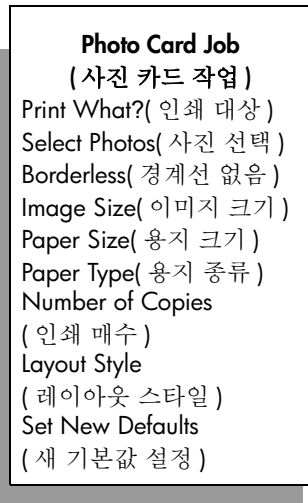 Photo Card Job
( 사진 카드 작업 )
Print What?( 인쇄 대상 )
Select Photos( 사진 선택 )
Borderless( 경계선 없음 )
Image Size( 이미지 크기 )
Paper Size( 용지 크기 )
Paper Type( 용지 종류 )
Number of Copies
( 인쇄 매수 )
Layout Style
( 레이아웃 스타일 )
Set New Defaults
( 새 기본값 설정 )